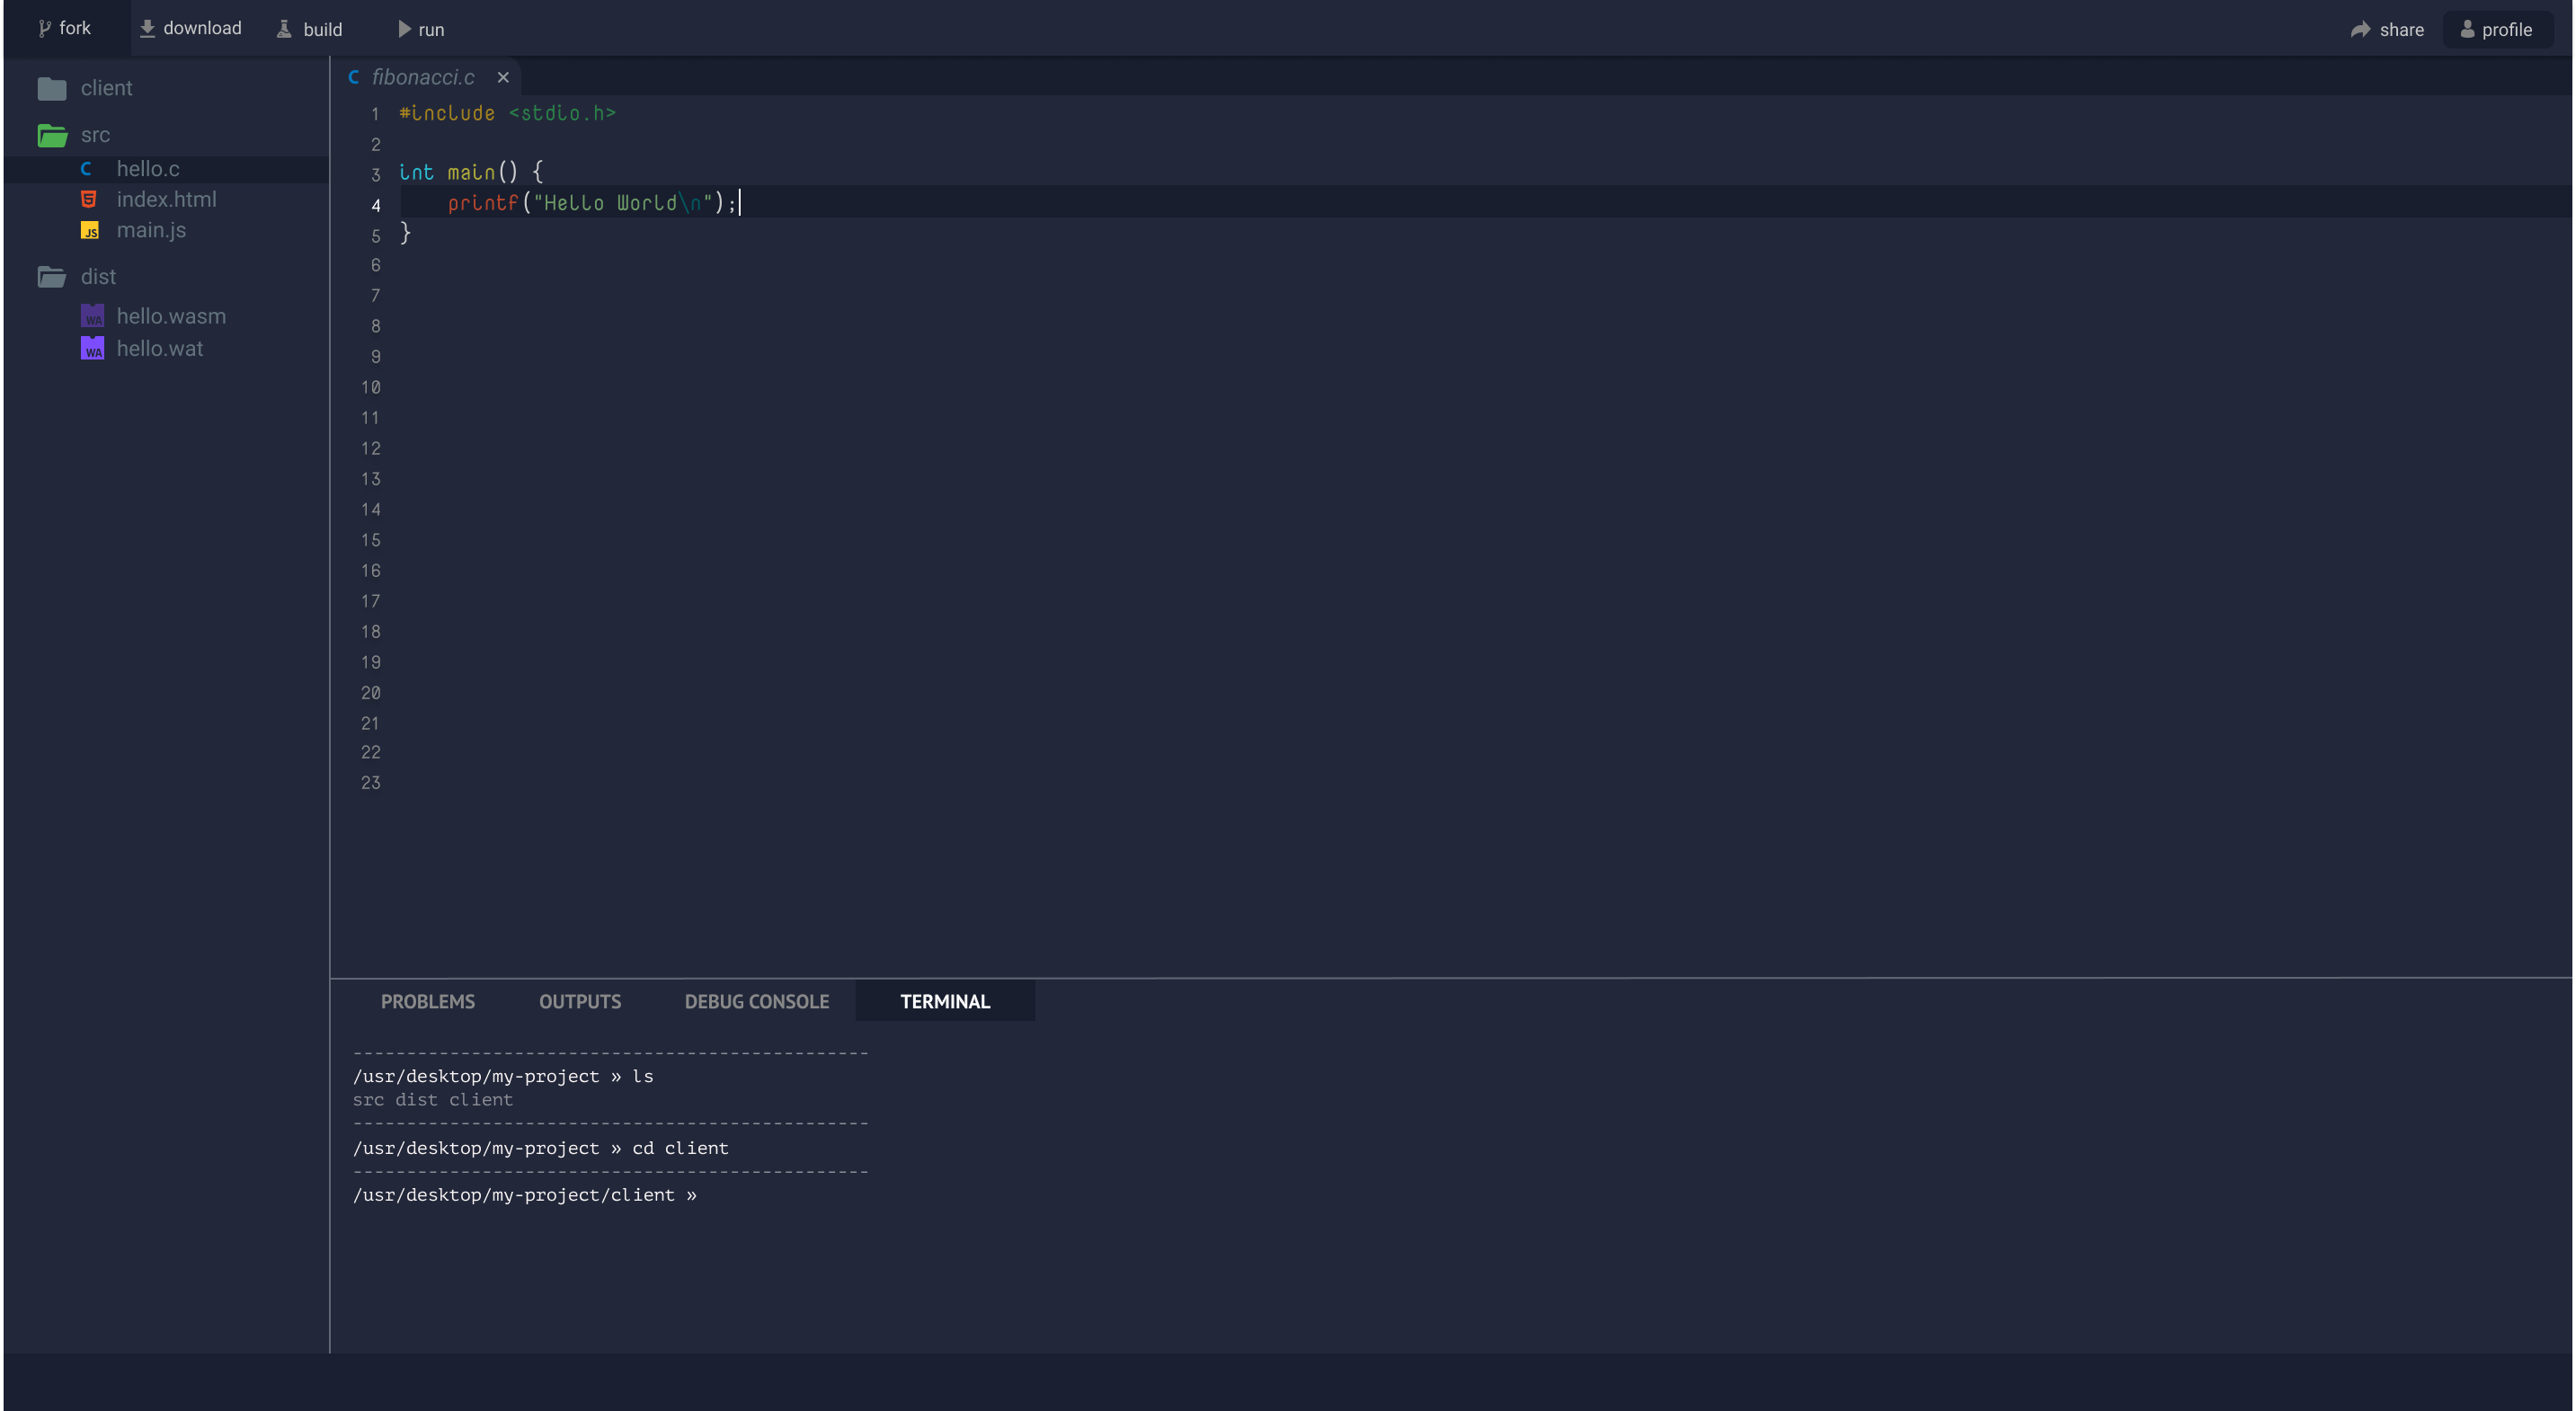 fork download build run share profile
client
src
hello.c
index.html
JS main.js
dist
WA hello.wasm
WA hello.wat
C fibonacci.c ×
1 #include <stdio.h>
2
3 int main() {
4     printf("Hello World\n");
5 }
6
7
8
9
10
11
12
13
14
15
16
17
18
19
20
21
22
23
PROBLEMS OUTPUTS DEBUG CONSOLE TERMINAL
------------------------------------------------
/usr/desktop/my-project » ls
src dist client
------------------------------------------------
/usr/desktop/my-project » cd client
------------------------------------------------
/usr/desktop/my-project/client »